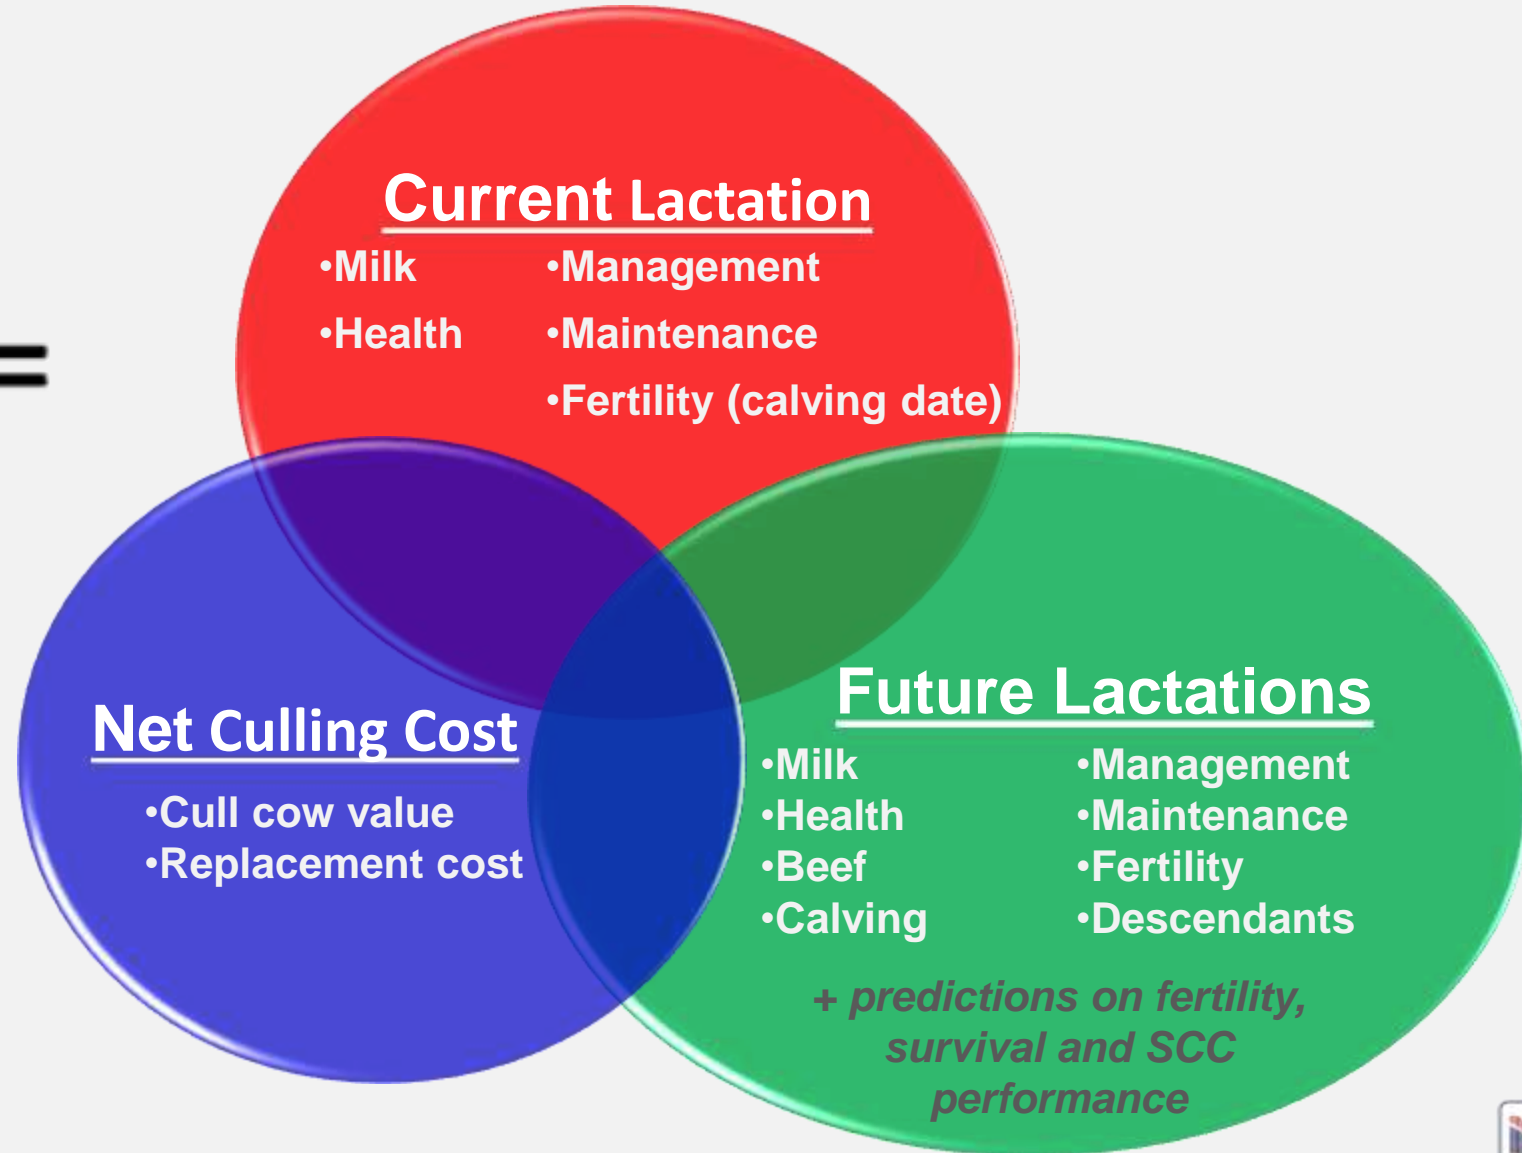 =
Current Lactation
•Milk •Management
•Health •Maintenance
•Fertility (calving date)
Net Culling Cost
•Cull cow value
•Replacement cost
Future Lactations
•Milk •Management
•Health •Maintenance
•Beef •Fertility
•Calving •Descendants
+ predictions on fertility,
survival and SCC
performance